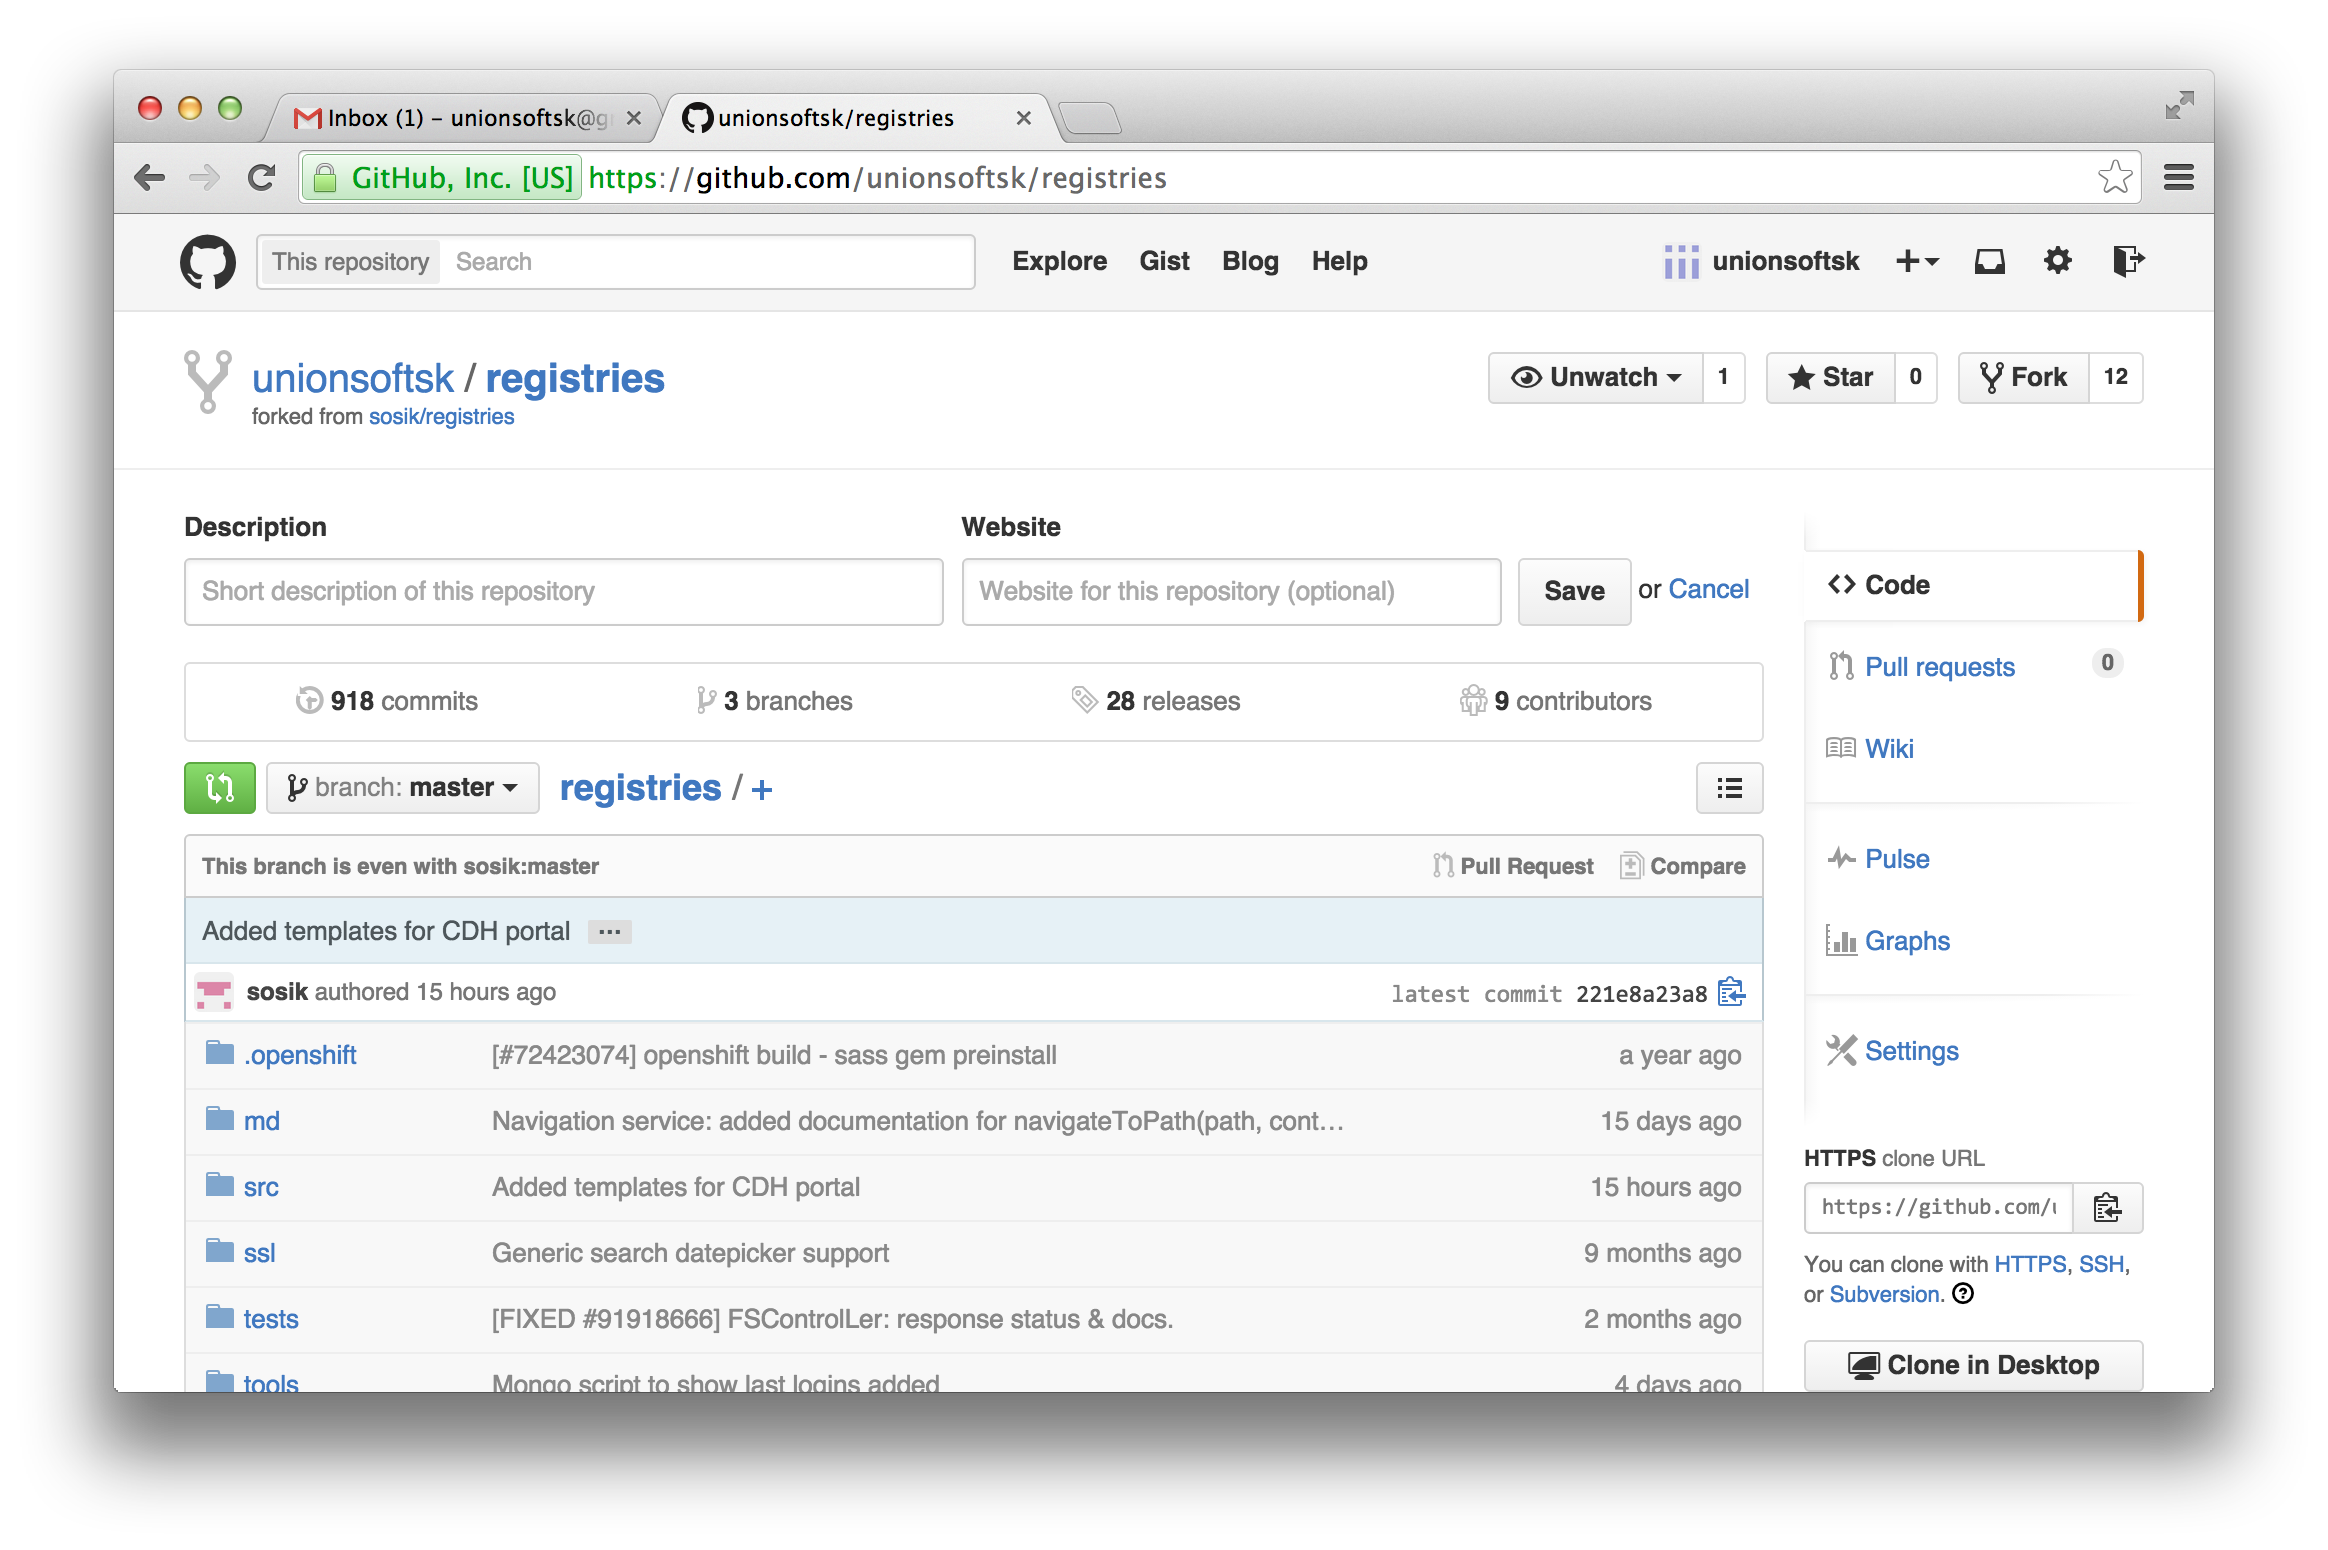 Inbox (1) – unionsoftsk@g
unionsoftsk/registries
GitHub, Inc. [US] https://github.com/unionsoftsk/registries
This repository Search
Explore Gist Blog Help
unionsoftsk
unionsoftsk / registries
forked from sosik/registries
Unwatch 1
Star 0
Fork 12
Description
Website
Short description of this repository
Website for this repository (optional)
Save or Cancel
918 commits
3 branches
28 releases
9 contributors
branch: master
registries / +
This branch is even with sosik:master
Pull Request
Compare
Added templates for CDH portal ...
sosik authored 15 hours ago
latest commit 221e8a23a8
.openshift [#72423074] openshift build - sass gem preinstall a year ago
md Navigation service: added documentation for navigateToPath(path, cont… 15 days ago
src Added templates for CDH portal 15 hours ago
ssl Generic search datepicker support 9 months ago
tests [FIXED #91918666] FSControlLer: response status & docs. 2 months ago
tools Mongo script to show last logins added 4 days ago
Code
Pull requests 0
Wiki
Pulse
Graphs
Settings
HTTPS clone URL
https://github.com/u
You can clone with HTTPS, SSH,
or Subversion.
Clone in Desktop